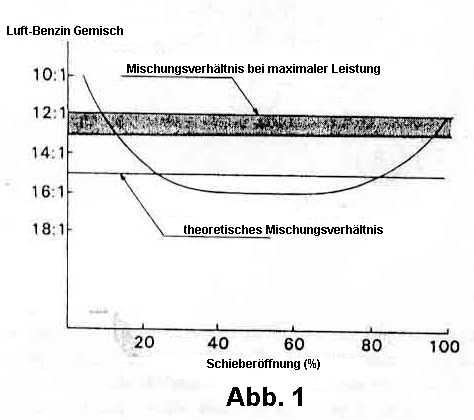 Luft-Benzin Gemisch
Mischungsverhältnis bei maximaler Leistung
10:1
12:1
14:1
16:1
18:1
theoretisches Mischungsverhältnis
20 40 60 80 100
Schieberöffnung (%)
Abb. 1